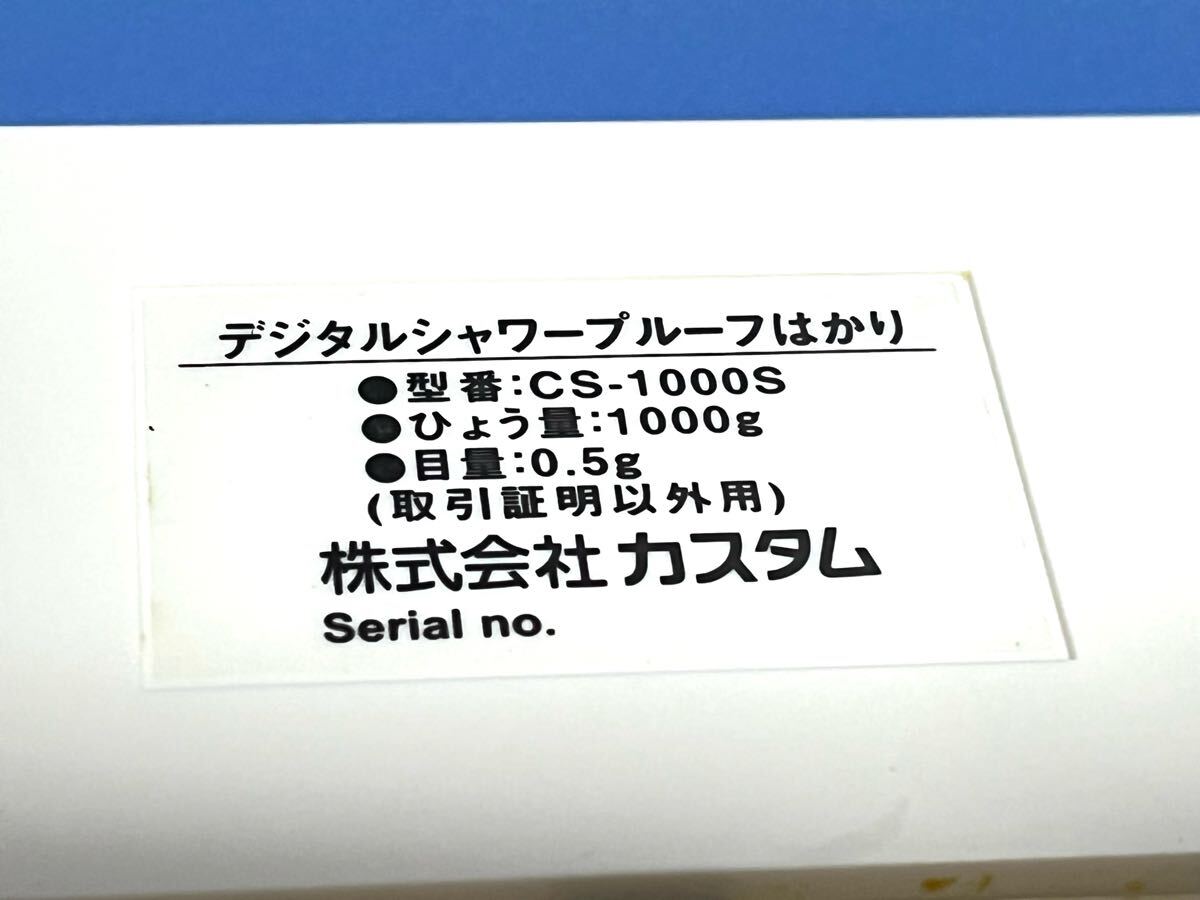 デジタルシャワープルーフはかり
●型番:CS-1000S
●ひょう量:1000g
●目量:0.5g
(取引証明以外用)
株式会社カスタム
Serial no.